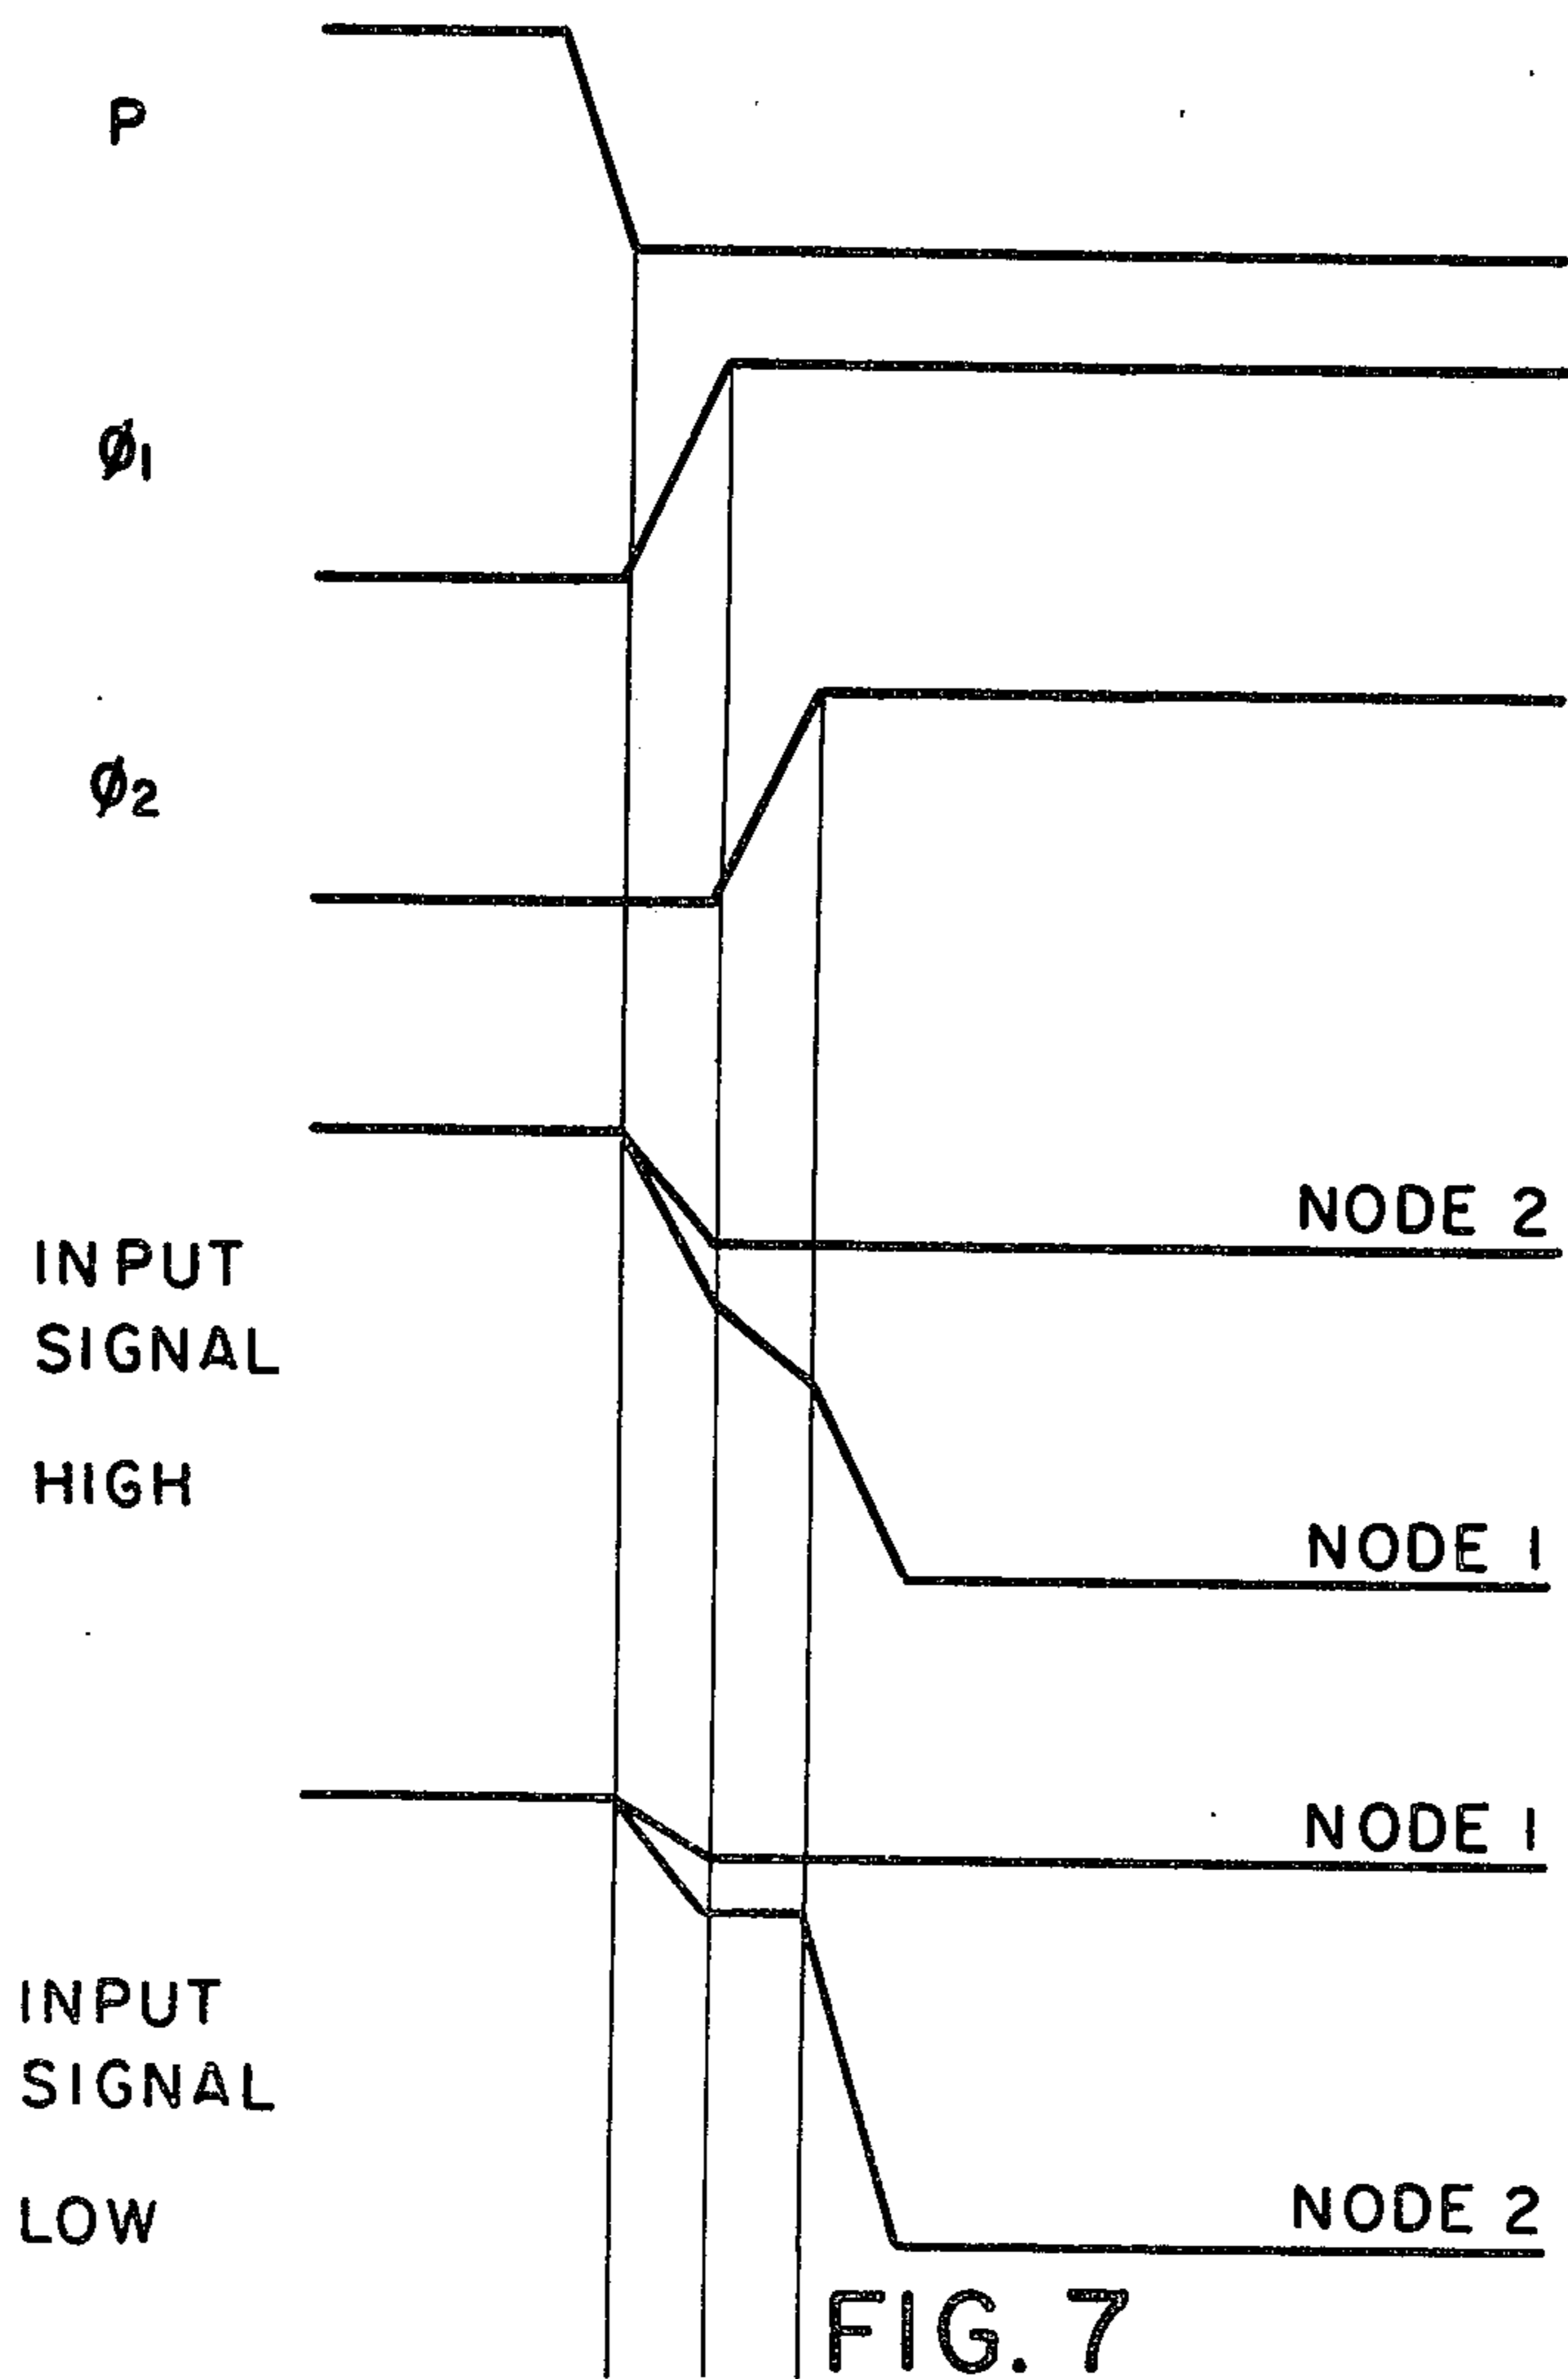 P
ø1
ø2
NODE 2
INPUT
SIGNAL
HIGH
NODE 1
NODE 1
INPUT
SIGNAL
LOW
NODE 2
FIG. 7